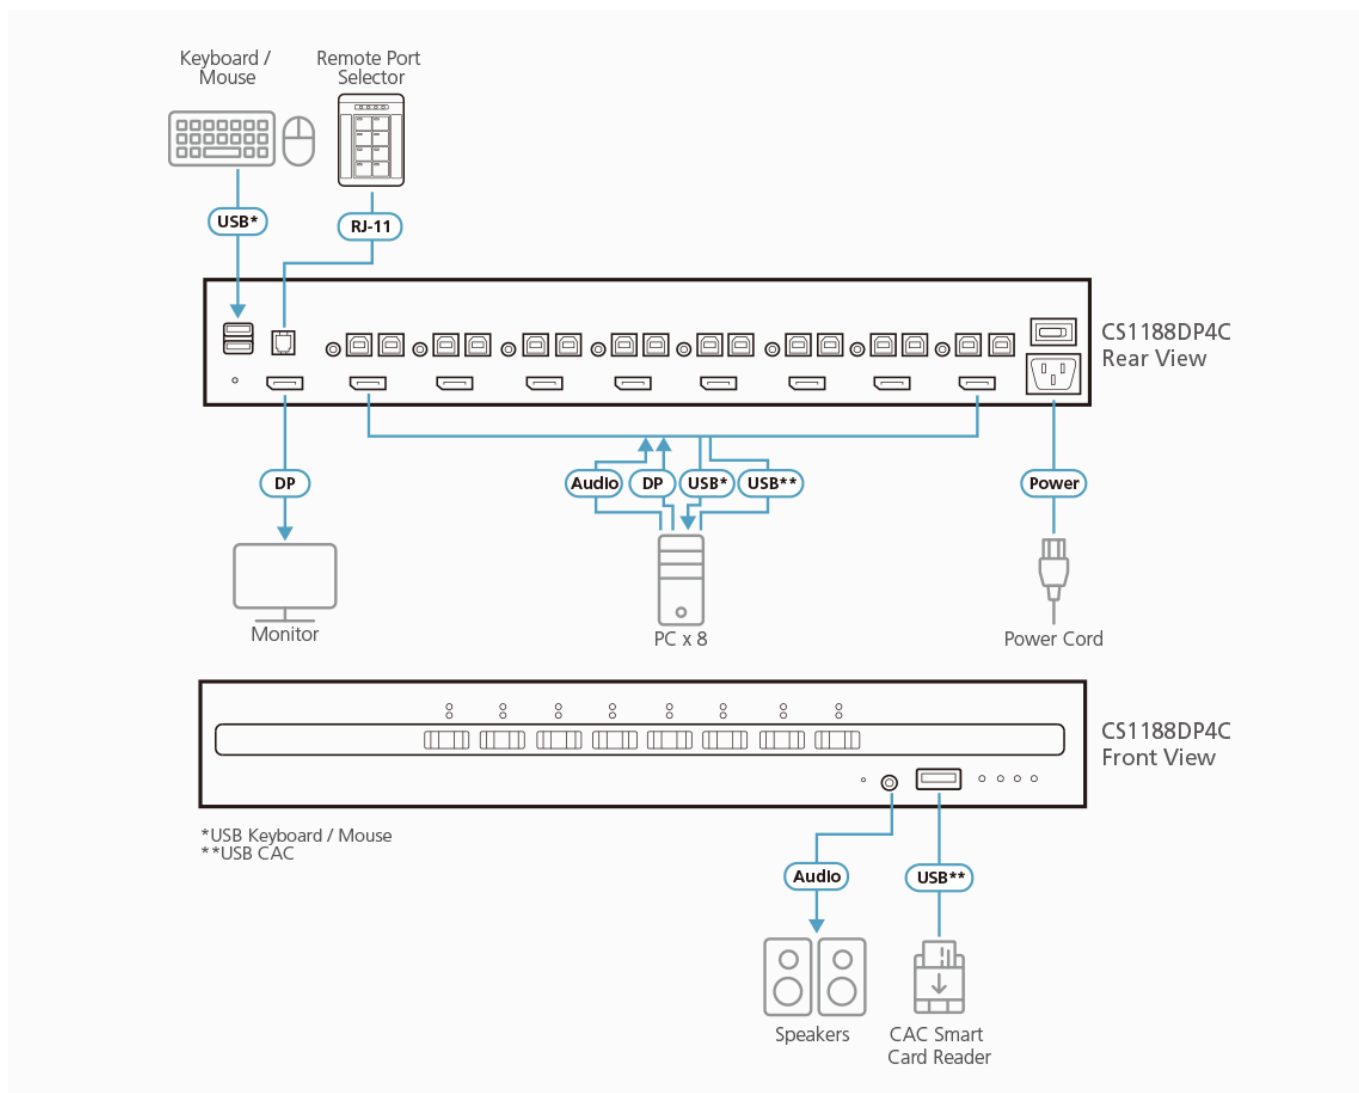 Keyboard /
Mouse
Remote Port
Selector
USB*
RJ-11
CS1188DP4C
Rear View
DP
Audio
DP
USB*
USB**
Power
Monitor
PC x 8
Power Cord
CS1188DP4C
Front View
*USB Keyboard / Mouse
**USB CAC
Audio
USB**
Speakers
CAC Smart
Card Reader